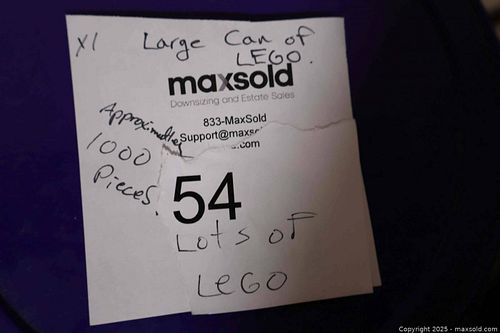 X1 Large Can of
LEGO.
maxsold
Downsizing and Estate Sales
833-MaxSold
Support@maxs
.com
Approximatley
1000
Pieces.
54
Lots of
LeGO
Copyright 2025 - maxsold.com